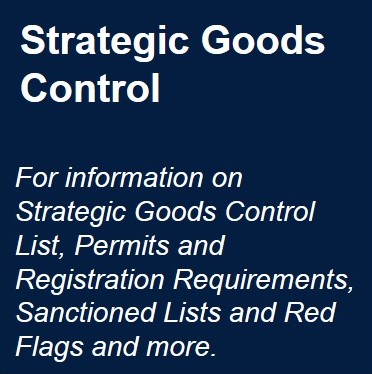 Strategic Goods
Control
For information on
Strategic Goods Control
List, Permits and
Registration Requirements,
Sanctioned Lists and Red
Flags and more.